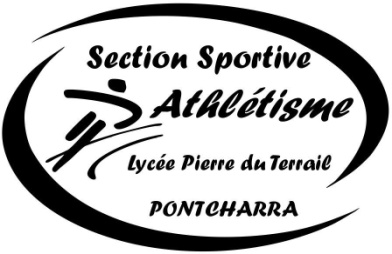 Section Sportive
Athlétisme
Lycée Pierre du Terrail
PONTCHARRA